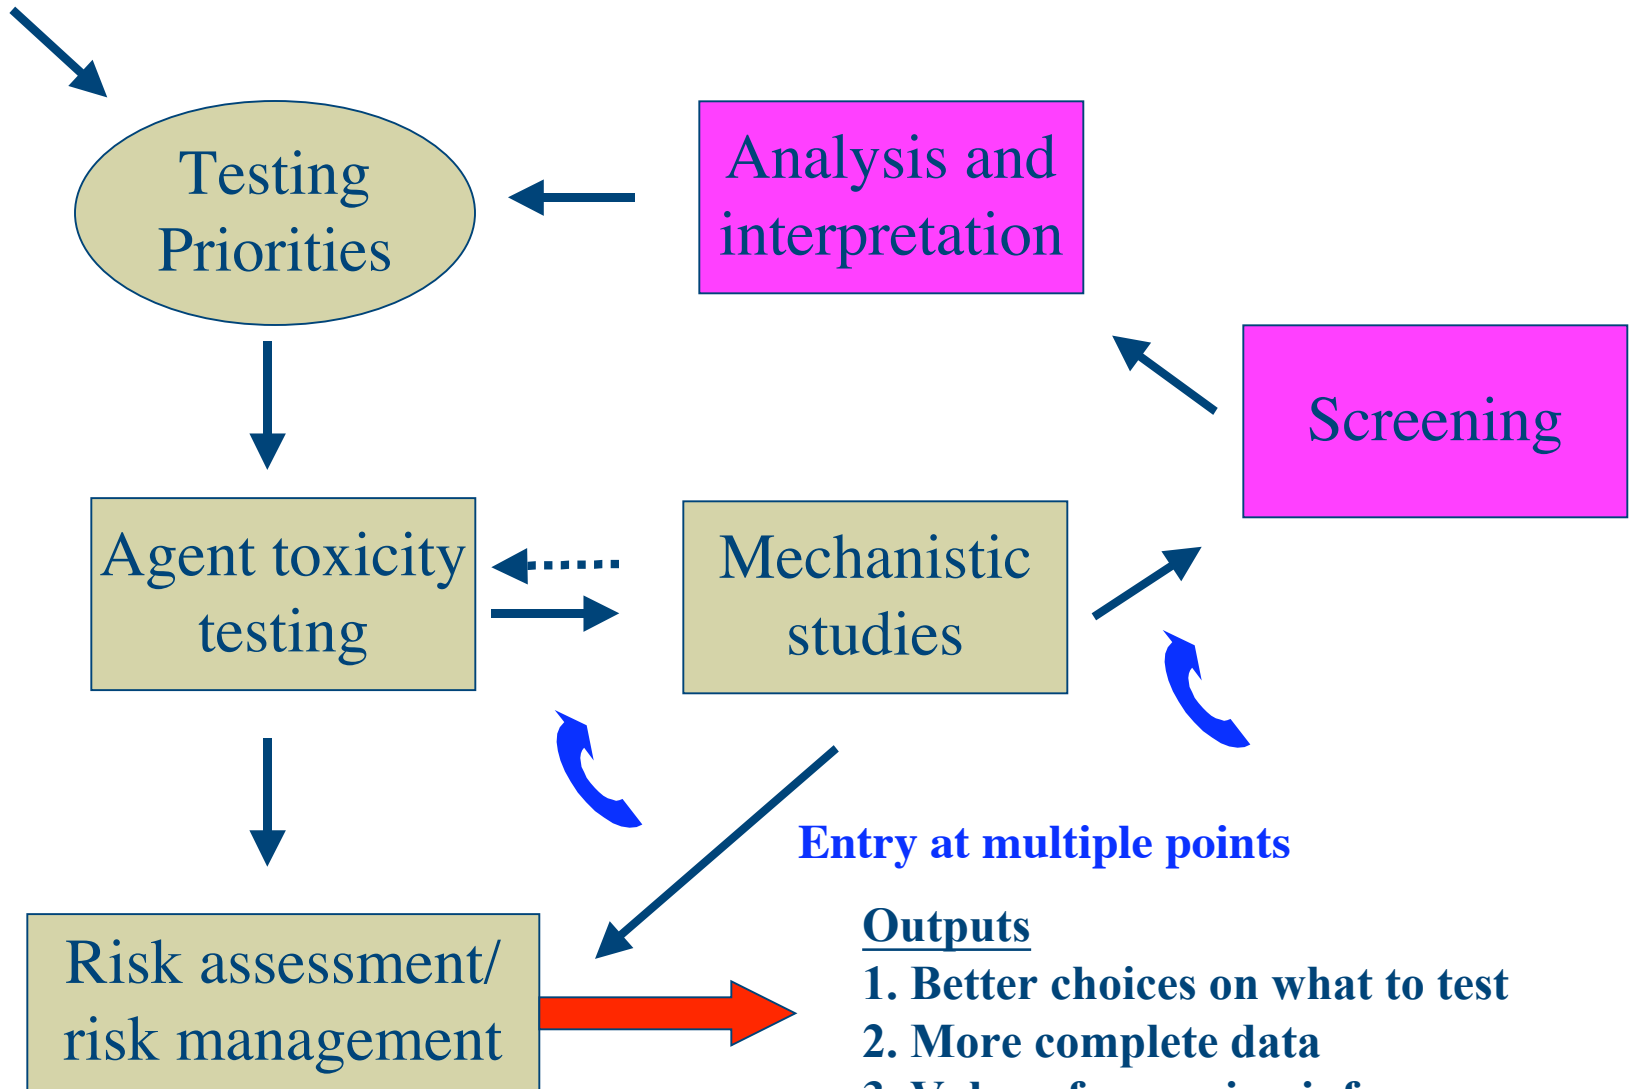 Testing
Priorities
Analysis and
interpretation
Screening
Agent toxicity
testing
Mechanistic
studies
Entry at multiple points
Risk assessment/
risk management
Outputs
1. Better choices on what to test
2. More complete data
3.